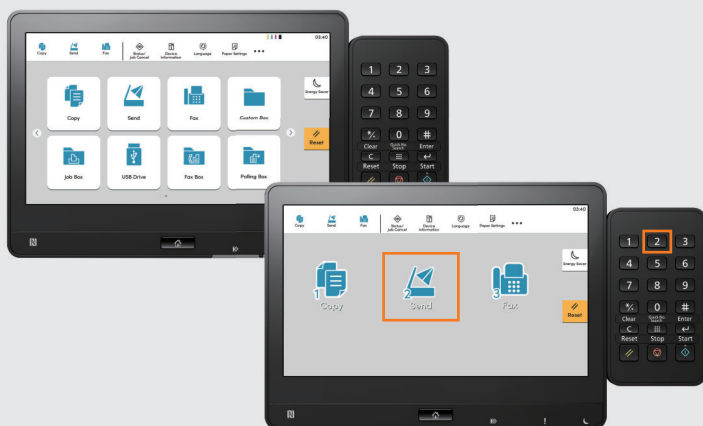 03:40
Copy Send Fax Status/ Job Cancel Device Information Language Paper Settings
Energy Saver
Copy Send Fax Custom Box
Reset
Job Box USB Drive Fax Box Polling Box
1 2 3
4 5 6
7 8 9
*/. 0 #
Clear Quick No. Search Enter
C
Reset Stop Start
03:40
Copy Send Fax Status/ Job Cancel Device Information Language Paper Settings
Energy Saver
1 Copy 2 Send 3 Fax
Reset
1 2 3
4 5 6
7 8 9
*/. 0 #
Clear Quick No. Search Enter
C
Reset Stop Start